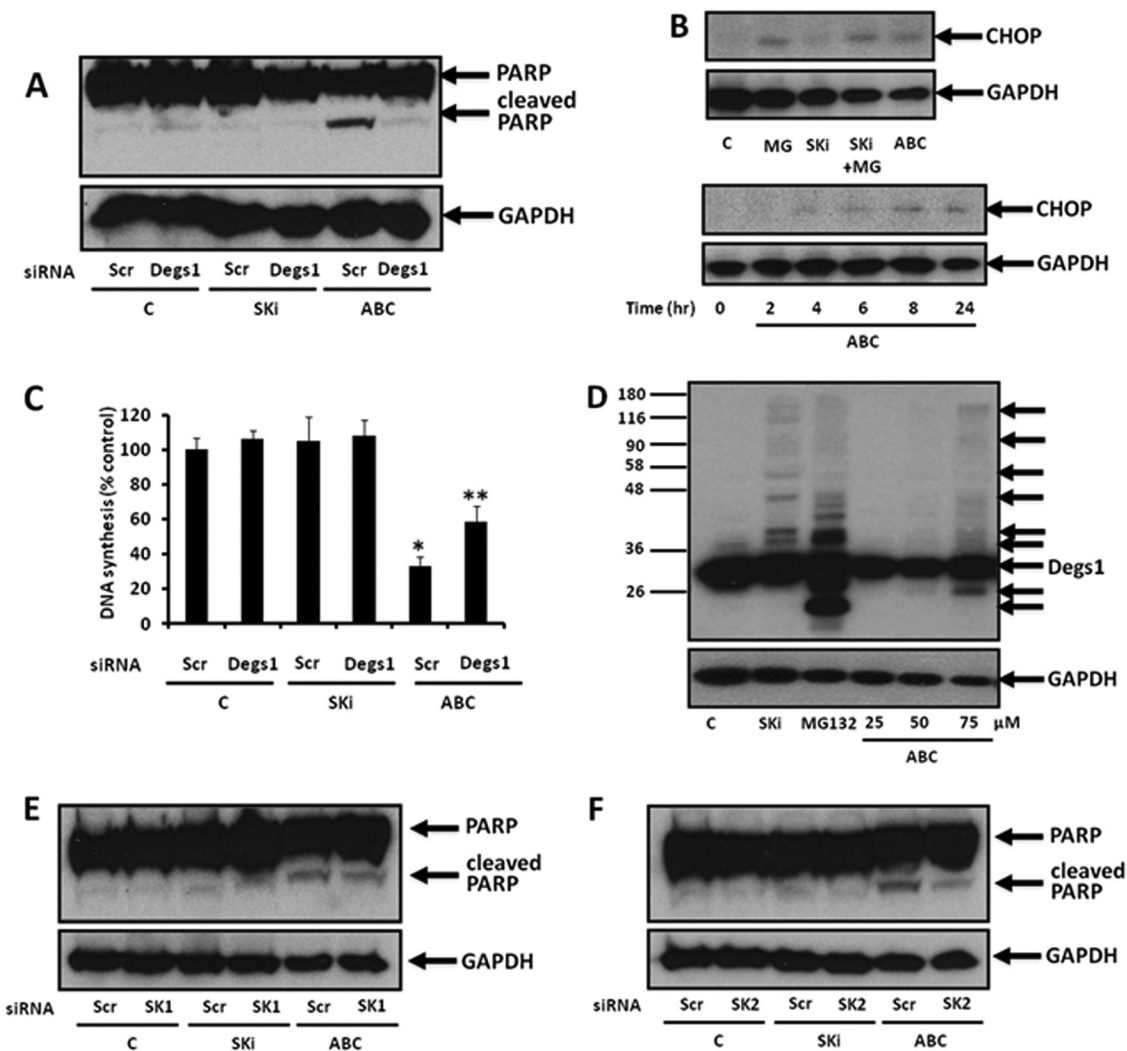 A
PARP
cleaved
PARP
GAPDH
siRNA Scr Degs1 Scr Degs1 Scr Degs1
C SKi ABC
B
CHOP
GAPDH
C MG SKi SKi ABC
+MG
CHOP
GAPDH
Time (hr) 0 2 4 6 8 24
ABC
C
DNA synthesis (% control)
120
100
80
60
40
20
0
*
**
siRNA Scr Degs1 Scr Degs1 Scr Degs1
C SKi ABC
D
180
116
90
58
48
36
26
Degs1
GAPDH
C SKi MG132 25 50 75 μM
ABC
E
PARP
cleaved
PARP
GAPDH
siRNA Scr SK1 Scr SK1 Scr SK1
C SKi ABC
F
PARP
cleaved
PARP
GAPDH
siRNA Scr SK2 Scr SK2 Scr SK2
C SKi ABC